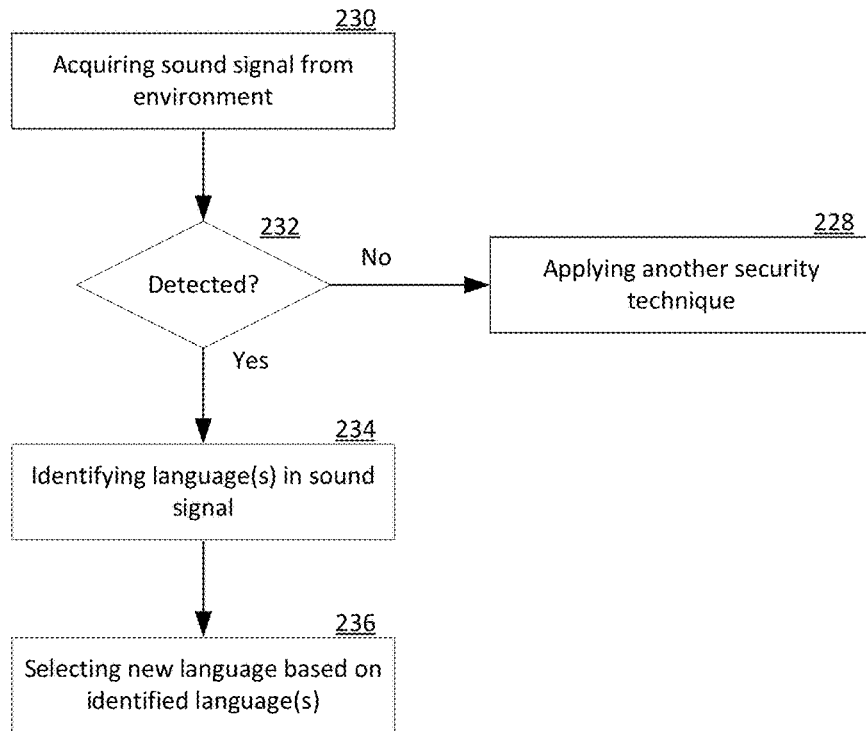 230
Acquiring sound signal from
environment
232
Detected?
No
228
Applying another security
technique
Yes
234
Identifying language(s) in sound
signal
236
Selecting new language based on
identified language(s)